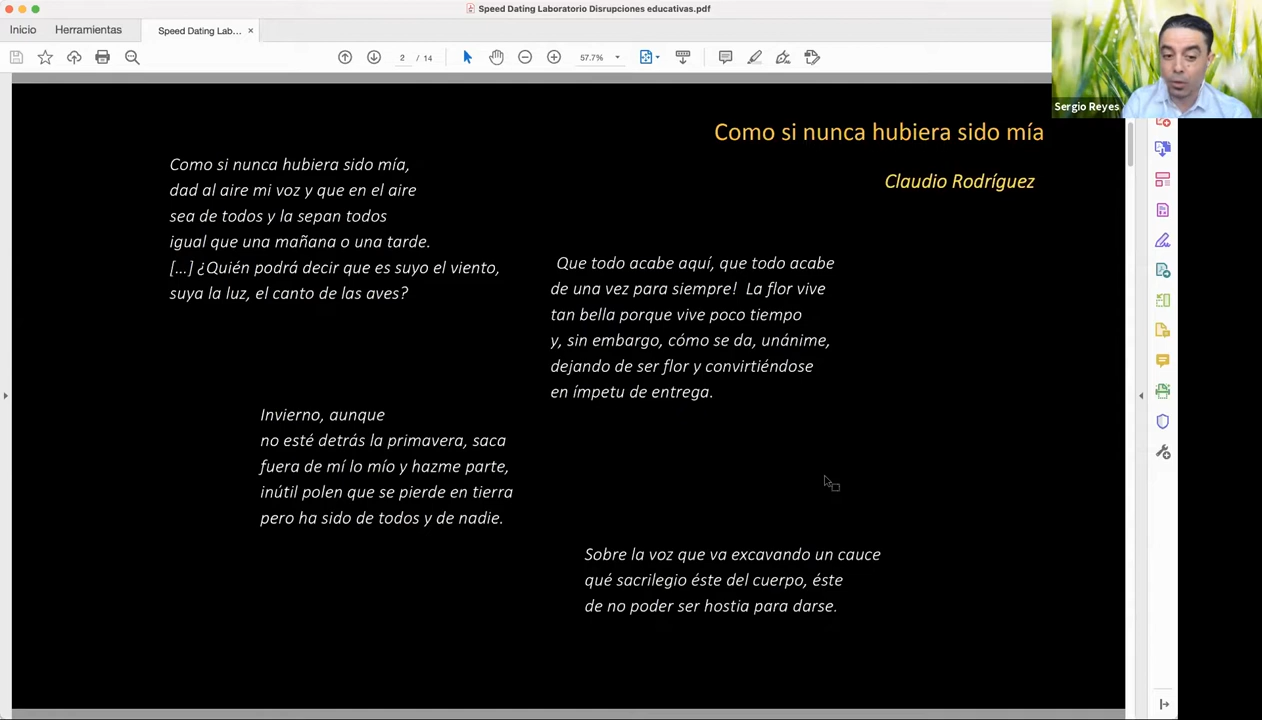 Speed Dating Laboratorio Disrupciones educativas.pdf
Inicio
Herramientas
Speed Dating Lab...
2 / 14
57.7%
Sergio Reyes
Como si nunca hubiera sido mía
Claudio Rodríguez
Como si nunca hubiera sido mía,
dad al aire mi voz y que en el aire
sea de todos y la sepan todos
igual que una mañana o una tarde.
[...] ¿Quién podrá decir que es suyo el viento,
suya la luz, el canto de las aves?
Que todo acabe aquí, que todo acabe
de una vez para siempre! La flor vive
tan bella porque vive poco tiempo
y, sin embargo, cómo se da, unánime,
dejando de ser flor y convirtiéndose
en ímpetu de entrega.
Invierno, aunque
no esté detrás la primavera, saca
fuera de mí lo mío y hazme parte,
inútil polen que se pierde en tierra
pero ha sido de todos y de nadie.
Sobre la voz que va excavando un cauce
qué sacrilegio éste del cuerpo, éste
de no poder ser hostia para darse.